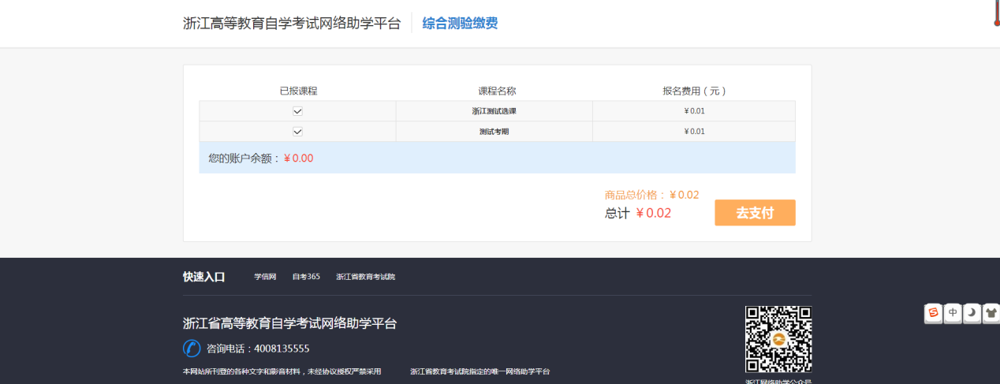 浙江高等教育自学考试网络助学平台 综合测验缴费
已报课程 课程名称 报名费用（元）
浙江测试选课 ￥0.01
测试考期 ￥0.01
您的账户余额：￥0.00
商品总价格：￥0.02
总计 ￥0.02 去支付
快速入口 学信网 自考365 浙江省教育考试院
中
浙江省高等教育自学考试网络助学平台
咨询电话：4008135555
本网站所刊登的各种文字和影音材料，未经协议授权严禁采用 浙江省教育考试院指定的唯一网络助学平台
浙江网络助学公众号